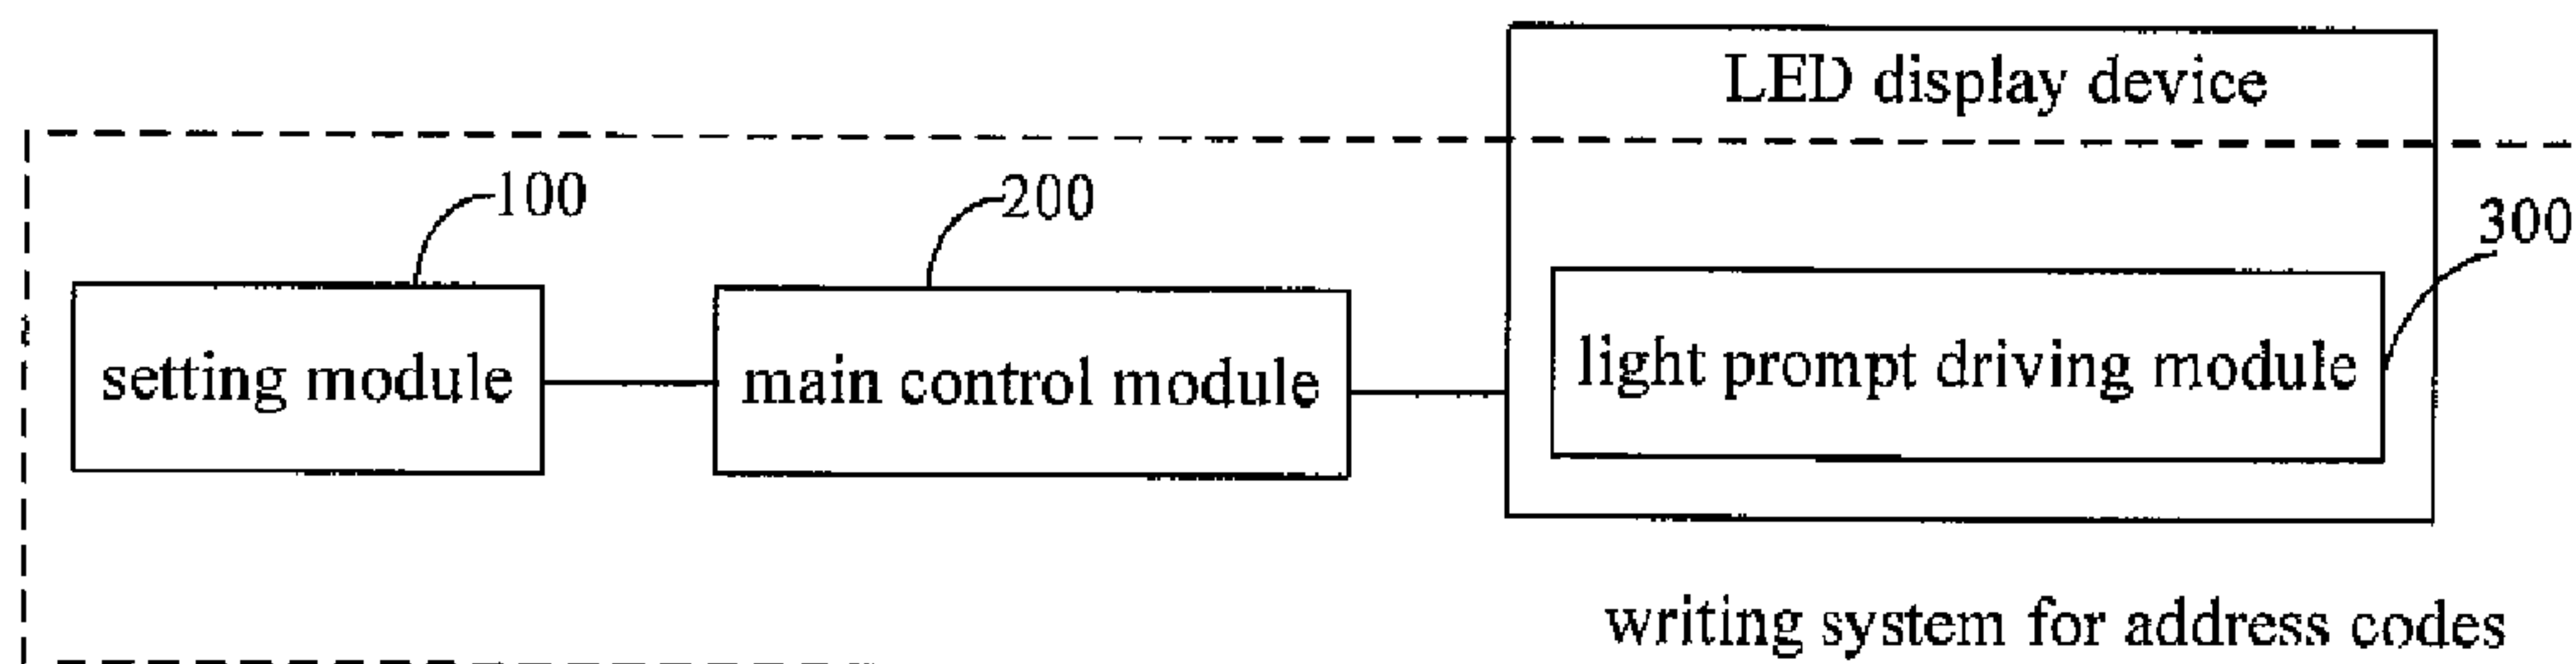 LED display device
100
200
300
setting module
main control module
light prompt driving module
writing system for address codes